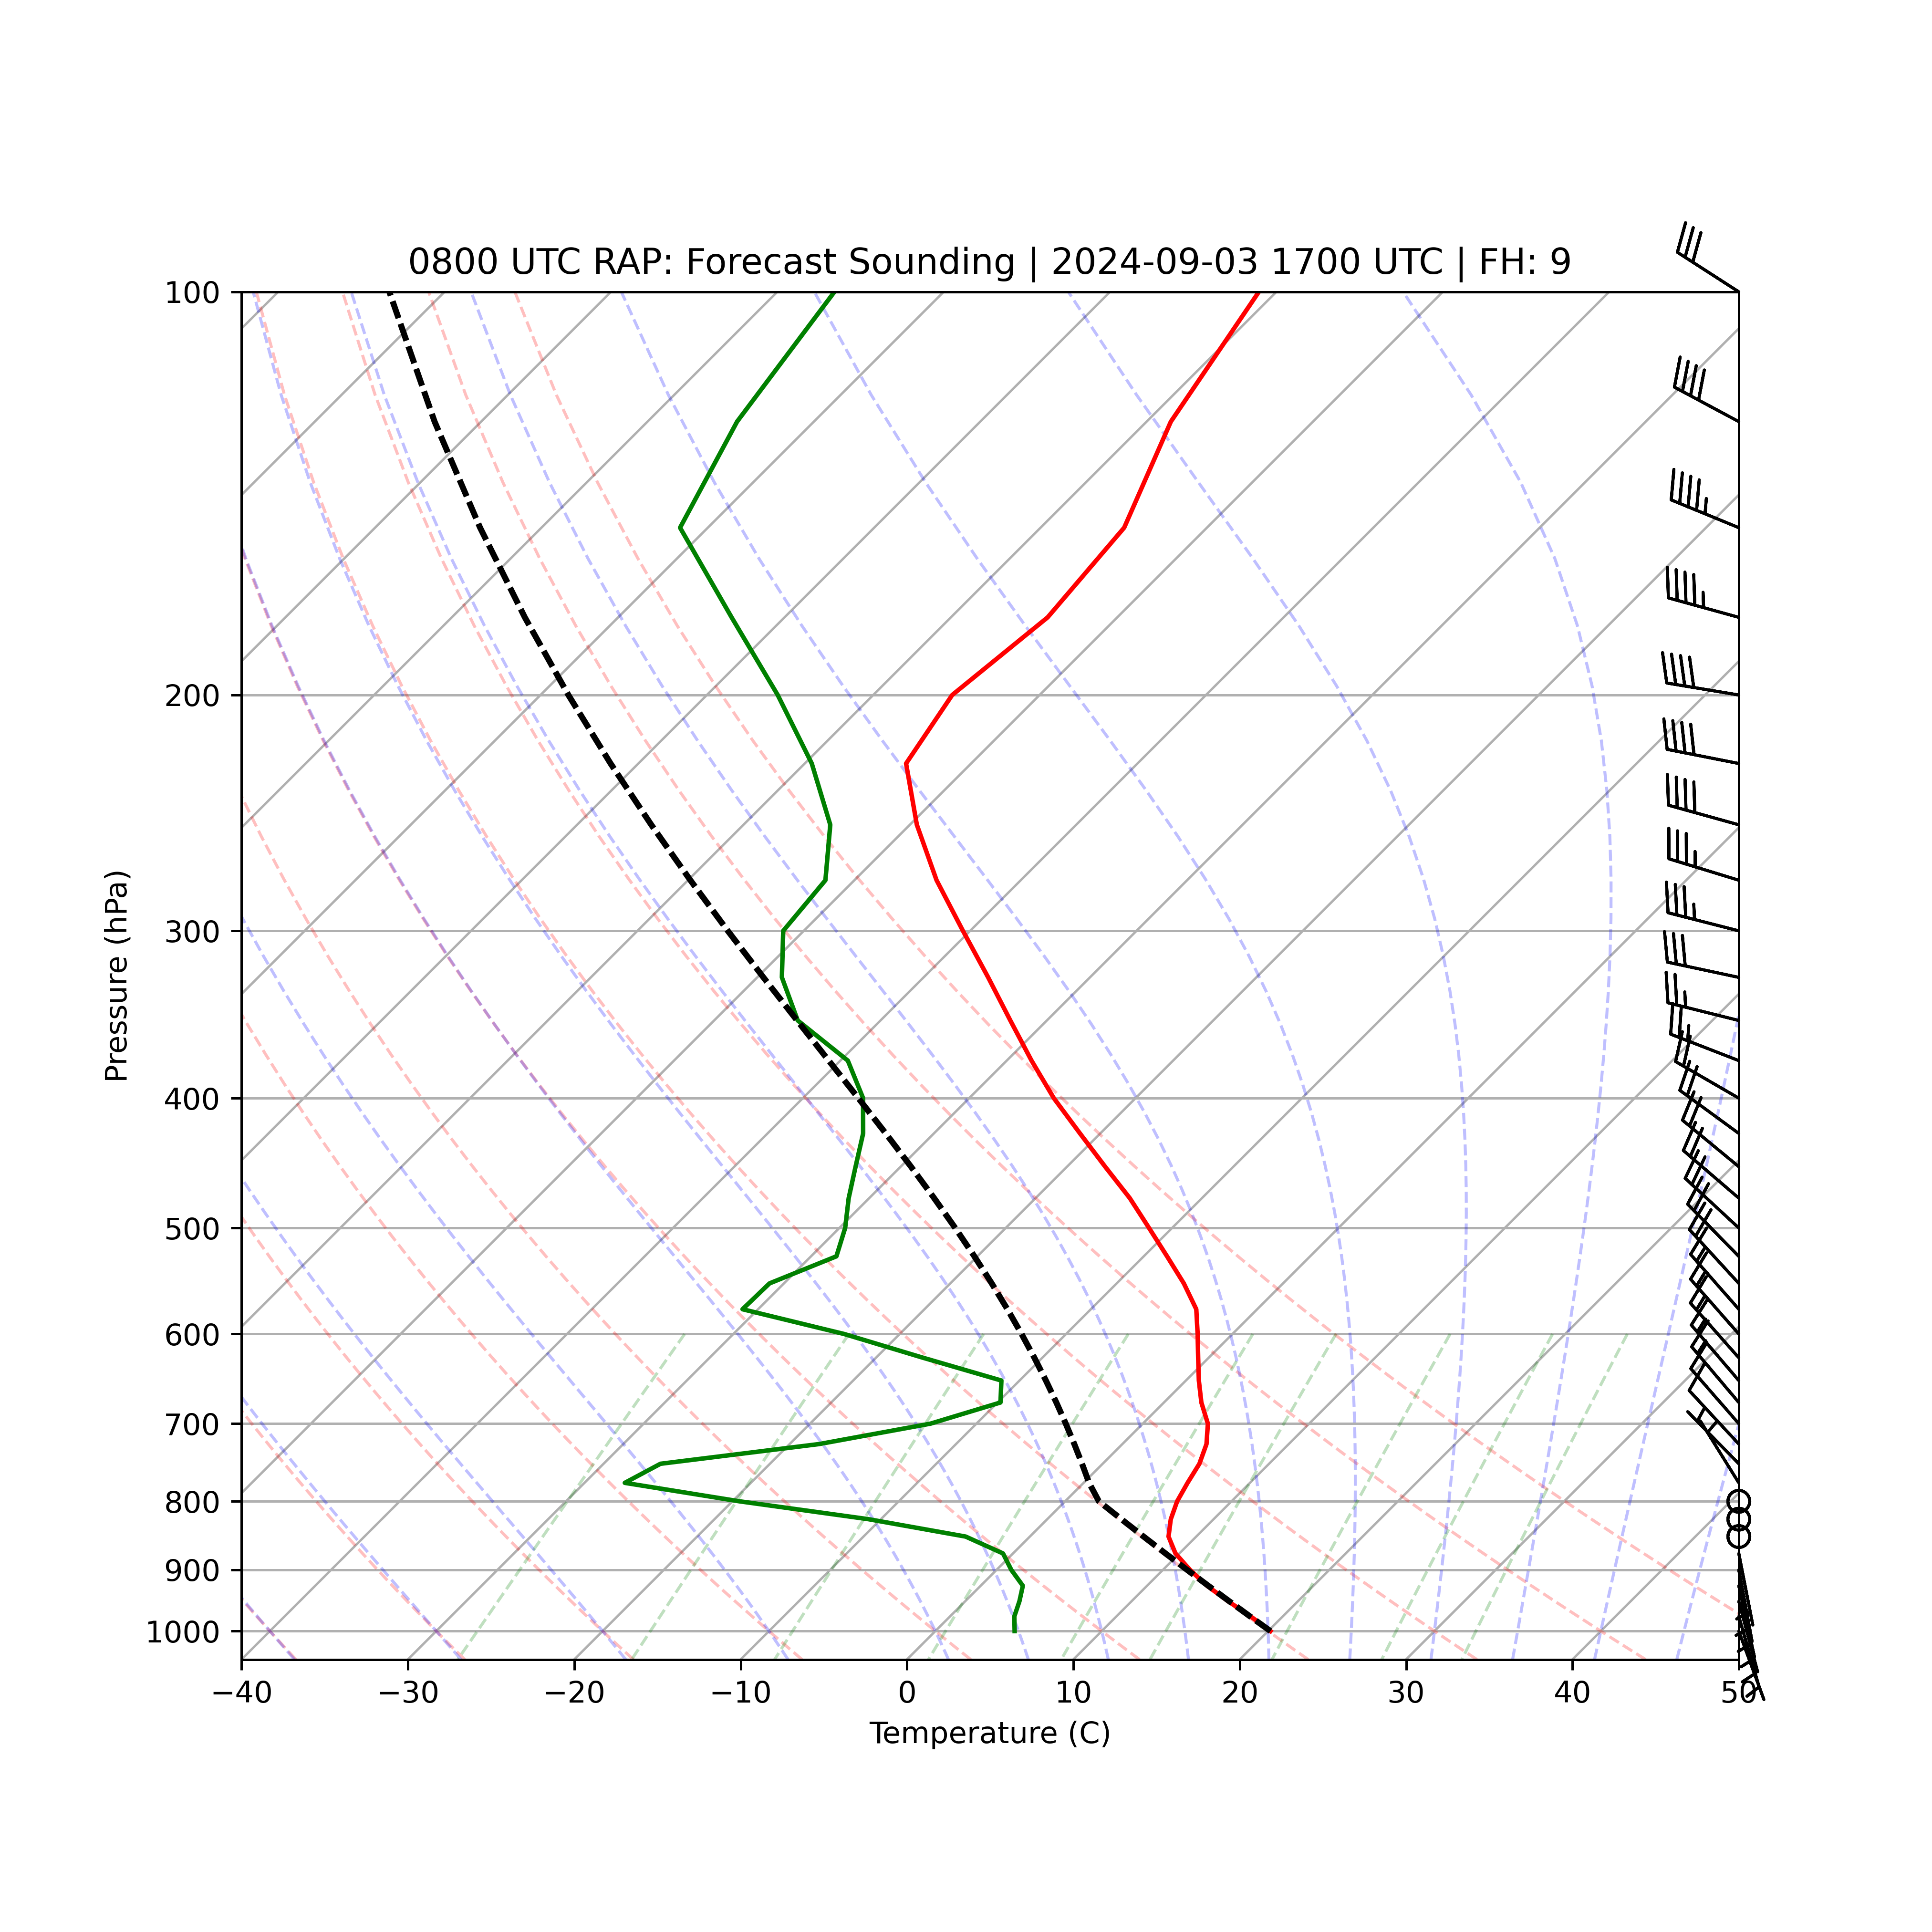 0800 UTC RAP: Forecast Sounding | 2024-09-03 1700 UTC | FH: 9
100
200
300
400
500
600
700
800
900
1000
Pressure (hPa)
−40 −30 −20 −10 0 10 20 30 40 50
Temperature (C)